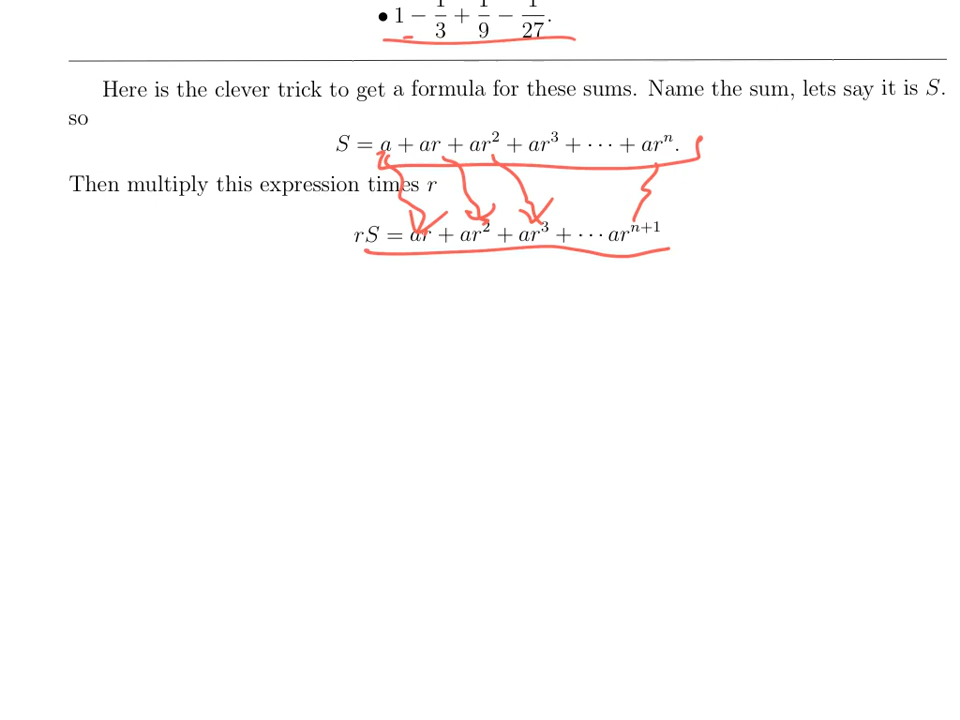 • 1 − 1/3 + 1/9 − 1/27.
Here is the clever trick to get a formula for these sums. Name the sum, lets say it is S.
so
S = a + ar + ar² + ar³ + ⋯ + arⁿ.
Then multiply this expression times r
rS = ar + ar² + ar³ + ⋯ arⁿ⁺¹